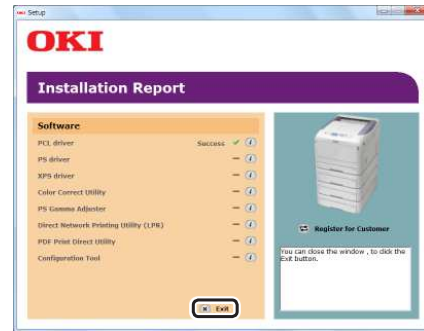 Setup
OKI
Installation Report
Software
PCL driver Success
PS driver
XPS driver
Color Correct Utility
PS Gamma Adjuster
Direct Network Printing Utility (LPR)
PDF Print Direct Utility
Configuration Tool
Exit
Register for Customer
You can close the window , to click the
Exit button.